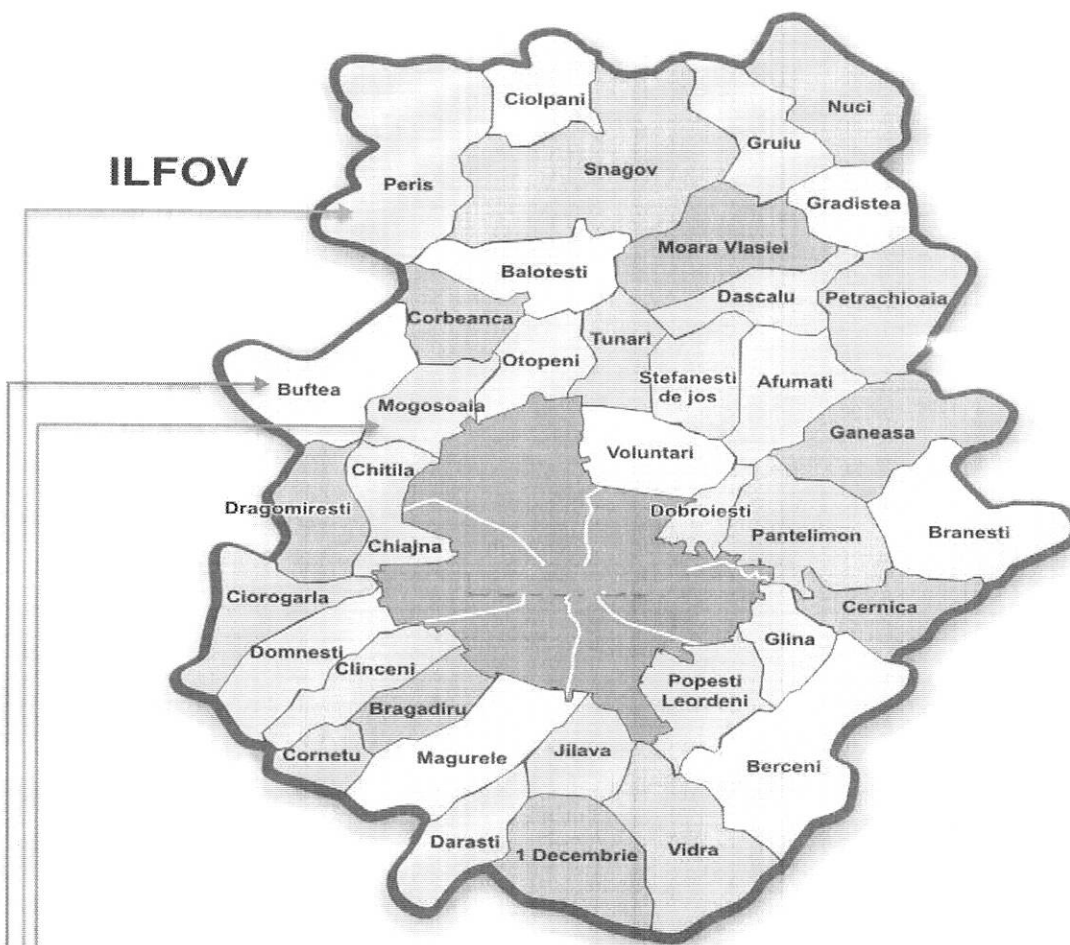 Ciolpani
Nuci
Gruiu
Snagov
ILFOV
Peris
Gradistea
Moara Vlasiei
Balotesti
Dascalu
Petrachioaia
Corbeanca
Tunari
Otopeni
Stefanesti
de jos
Afumati
Buftea
Mogosoaia
Ganeasa
Voluntari
Chitila
Dragomiresti
Dobroiesti
Pantelimon
Branesti
Chiajna
Ciorogarla
Cernica
Glina
Domnesti
Clinceni
Popesti
Leordeni
Bragadiru
Cornetu
Magurele
Jilava
Berceni
Darasti
1 Decembrie
Vidra